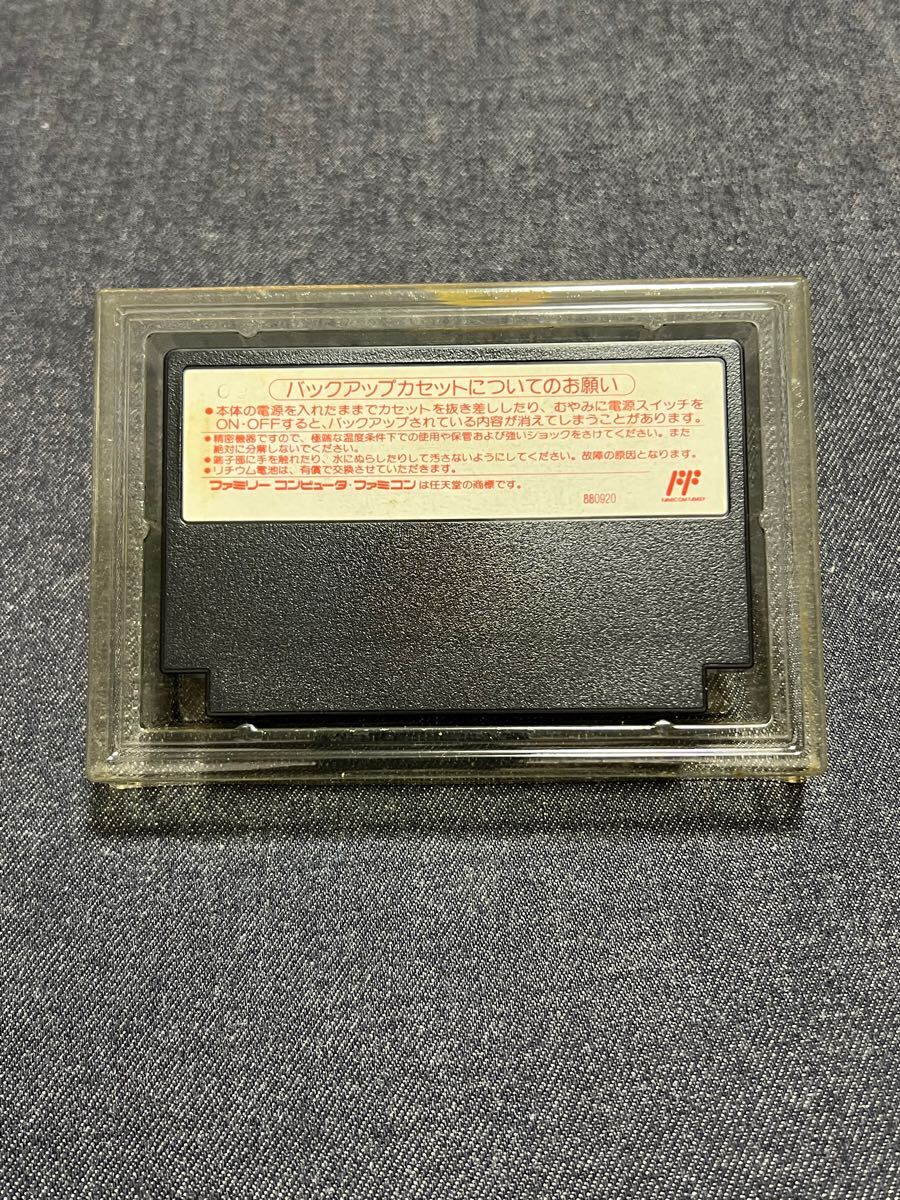 バックアップカセットについてのお願い
●本体の電源を入れたままでカセットを抜き差ししたり、むやみに電源スイッチを
ON・OFFすると、バックアップされている内容が消えてしまうことがあります。
●精密機器ですので、極端な温度条件下での使用や保管および強いショックをさけてください。また
絶対に分解しないでください。
●端子部に手を触れたり、水にぬらしたりして汚さないようにしてください。故障の原因となります。
●リチウム電池は、有償で交換させていただきます。
ファミリーコンピュータ・ファミコンは任天堂の商標です。
880920
FF
FAMICOM FAMILY